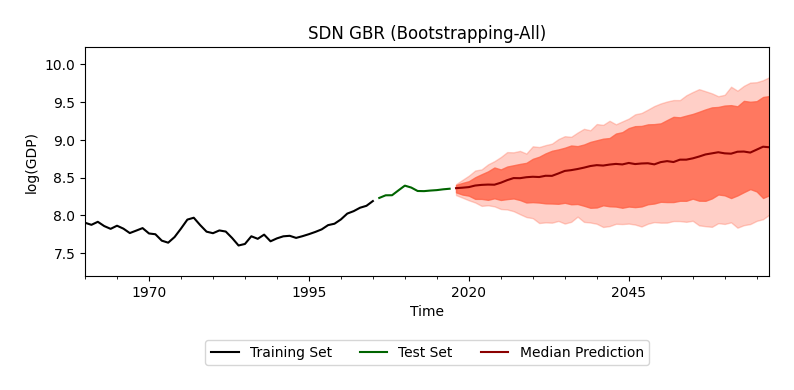 SDN GBR (Bootstrapping-All)
10.0
9.5
9.0
8.5
8.0
7.5
log(GDP)
1970 1995 2020 2045
Time
Training Set Test Set Median Prediction